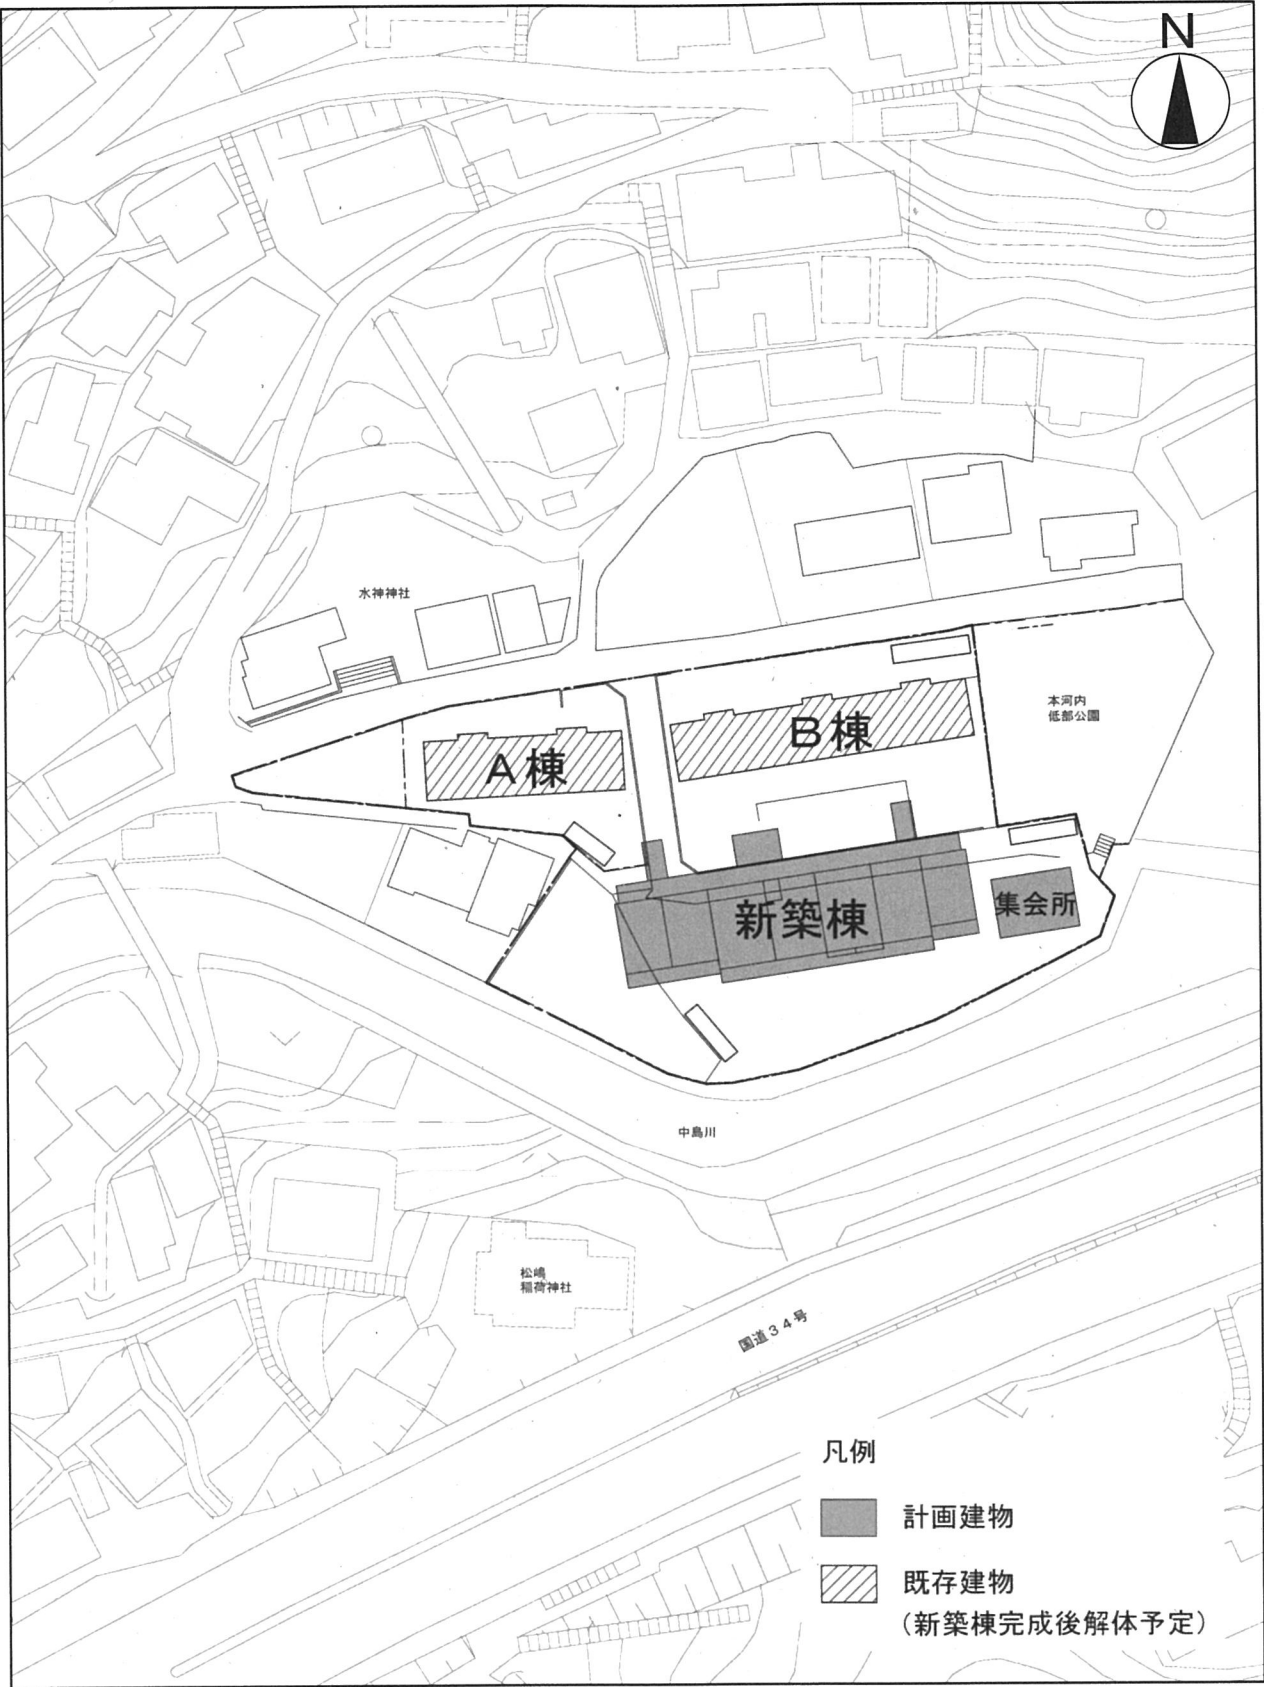 N
水神神社
本河内
低部公園
B棟
A棟
新築棟
集会所
中島川
松嶋
稲荷神社
国道34号
凡例
計画建物
既存建物
(新築棟完成後解体予定)